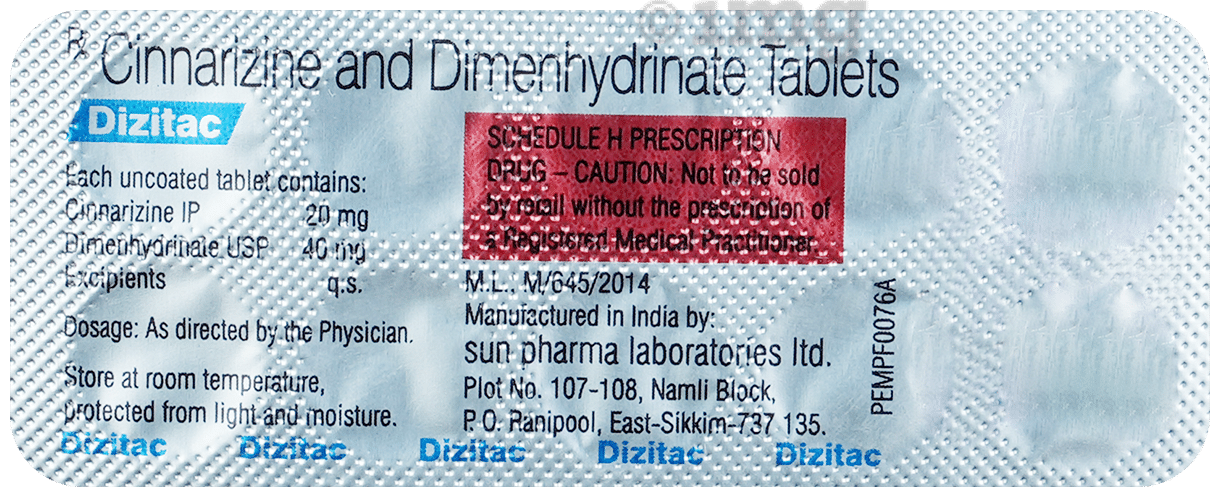 Rx Cinnarizine and Dimenhydrinate Tablets
Dizitac
Each uncoated tablet contains:
Cinnarizine IP 20 mg
Dimenhydrinate USP 40 mg
Excipients q.s.
Dosage: As directed by the Physician.
Store at room temperature,
protected from light and moisture.
SCHEDULE H PRESCRIPTION
DRUG – CAUTION: Not to be sold
by retail without the prescription of
a Registered Medical Practitioner
M.L.: M/645/2014
Manufactured in India by:
sun pharma laboratories ltd.
Plot No. 107-108, Namli Block,
P.O. Ranipool, East-Sikkim-737 135.
PEMPF0076A
Dizitac Dizitac Dizitac Dizitac Dizitac